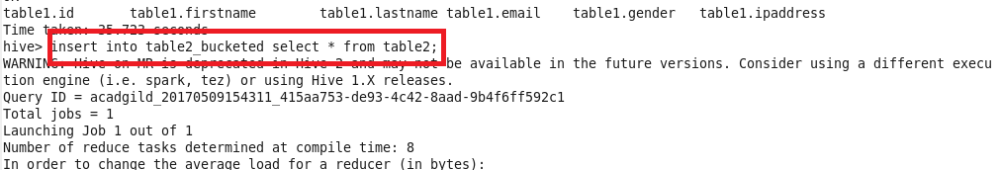 table1.id table1.firstname table1.lastname table1.email table1.gender table1.ipaddress
Time taken: 35.723 seconds
hive> insert into table2_bucketed select * from table2;
WARNING: Hive-on-MR is deprecated in Hive 2 and may not be available in the future versions. Consider using a different execu
tion engine (i.e. spark, tez) or using Hive 1.X releases.
Query ID = acadgild_20170509154311_415aa753-de93-4c42-8aad-9b4f6ff592c1
Total jobs = 1
Launching Job 1 out of 1
Number of reduce tasks determined at compile time: 8
In order to change the average load for a reducer (in bytes):